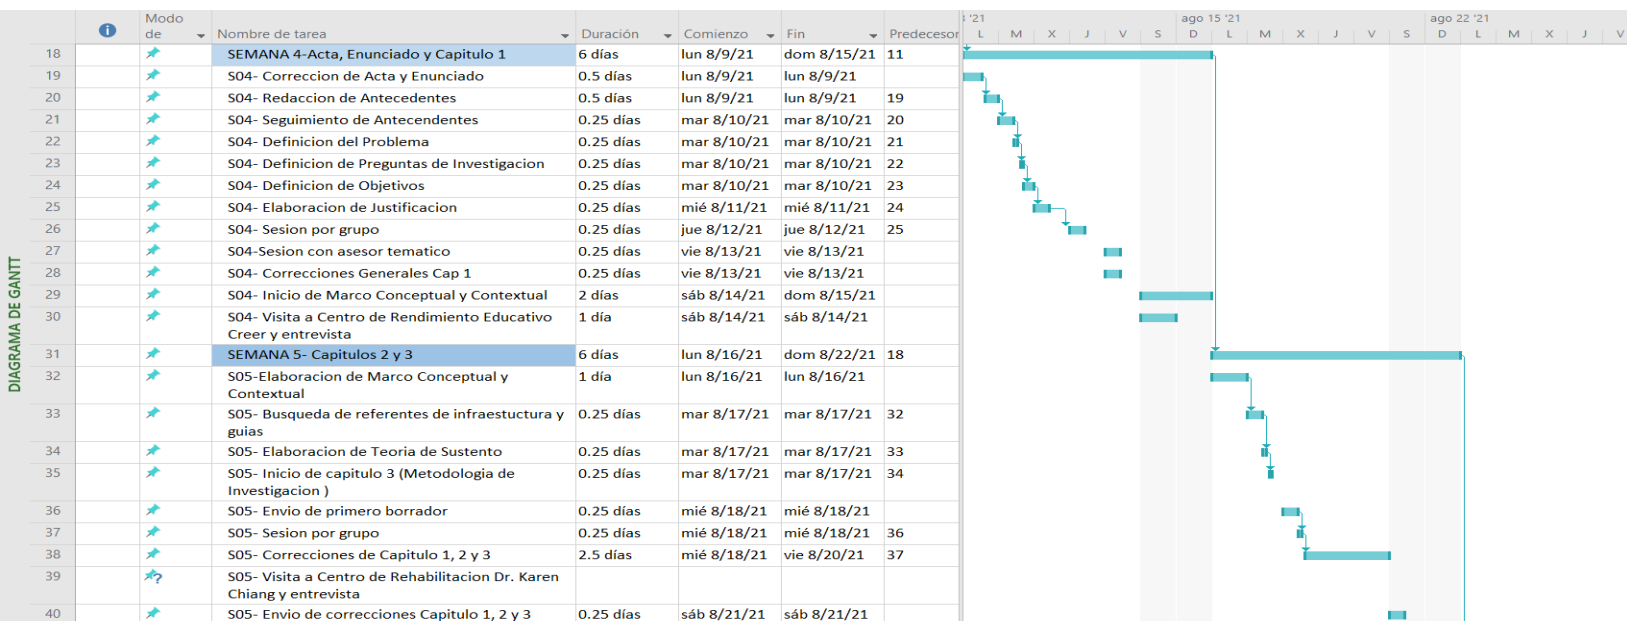 Modo
de
Nombre de tarea
Duración
Comienzo
Fin
Predecesor
'21
ago 15 '21
ago 22 '21
L M X J V S D L M X J V S D L M X J V
DIAGRAMA DE GANTT
18 SEMANA 4-Acta, Enunciado y Capitulo 1 6 días lun 8/9/21 dom 8/15/21 11
19 S04- Correccion de Acta y Enunciado 0.5 días lun 8/9/21 lun 8/9/21
20 S04- Redaccion de Antecedentes 0.5 días lun 8/9/21 lun 8/9/21 19
21 S04- Seguimiento de Antecendentes 0.25 días mar 8/10/21 mar 8/10/21 20
22 S04- Definicion del Problema 0.25 días mar 8/10/21 mar 8/10/21 21
23 S04- Definicion de Preguntas de Investigacion 0.25 días mar 8/10/21 mar 8/10/21 22
24 S04- Definicion de Objetivos 0.25 días mar 8/10/21 mar 8/10/21 23
25 S04- Elaboracion de Justificacion 0.25 días mié 8/11/21 mié 8/11/21 24
26 S04- Sesion por grupo 0.25 días jue 8/12/21 jue 8/12/21 25
27 S04-Sesion con asesor tematico 0.25 días vie 8/13/21 vie 8/13/21
28 S04- Correcciones Generales Cap 1 0.25 días vie 8/13/21 vie 8/13/21
29 S04- Inicio de Marco Conceptual y Contextual 2 días sáb 8/14/21 dom 8/15/21
30 S04- Visita a Centro de Rendimiento Educativo 1 día sáb 8/14/21 sáb 8/14/21
Creer y entrevista
31 SEMANA 5- Capitulos 2 y 3 6 días lun 8/16/21 dom 8/22/21 18
32 S05-Elaboracion de Marco Conceptual y 1 día lun 8/16/21 lun 8/16/21
Contextual
33 S05- Busqueda de referentes de infraestuctura y 0.25 días mar 8/17/21 mar 8/17/21 32
guias
34 S05- Elaboracion de Teoria de Sustento 0.25 días mar 8/17/21 mar 8/17/21 33
35 S05- Inicio de capitulo 3 (Metodologia de 0.25 días mar 8/17/21 mar 8/17/21 34
Investigacion )
36 S05- Envio de primero borrador 0.25 días mié 8/18/21 mié 8/18/21
37 S05- Sesion por grupo 0.25 días mié 8/18/21 mié 8/18/21 36
38 S05- Correcciones de Capitulo 1, 2 y 3 2.5 días mié 8/18/21 vie 8/20/21 37
39 S05- Visita a Centro de Rehabilitacion Dr. Karen
Chiang y entrevista
40 S05- Envio de correcciones Capitulo 1, 2 y 3 0.25 días sáb 8/21/21 sáb 8/21/21